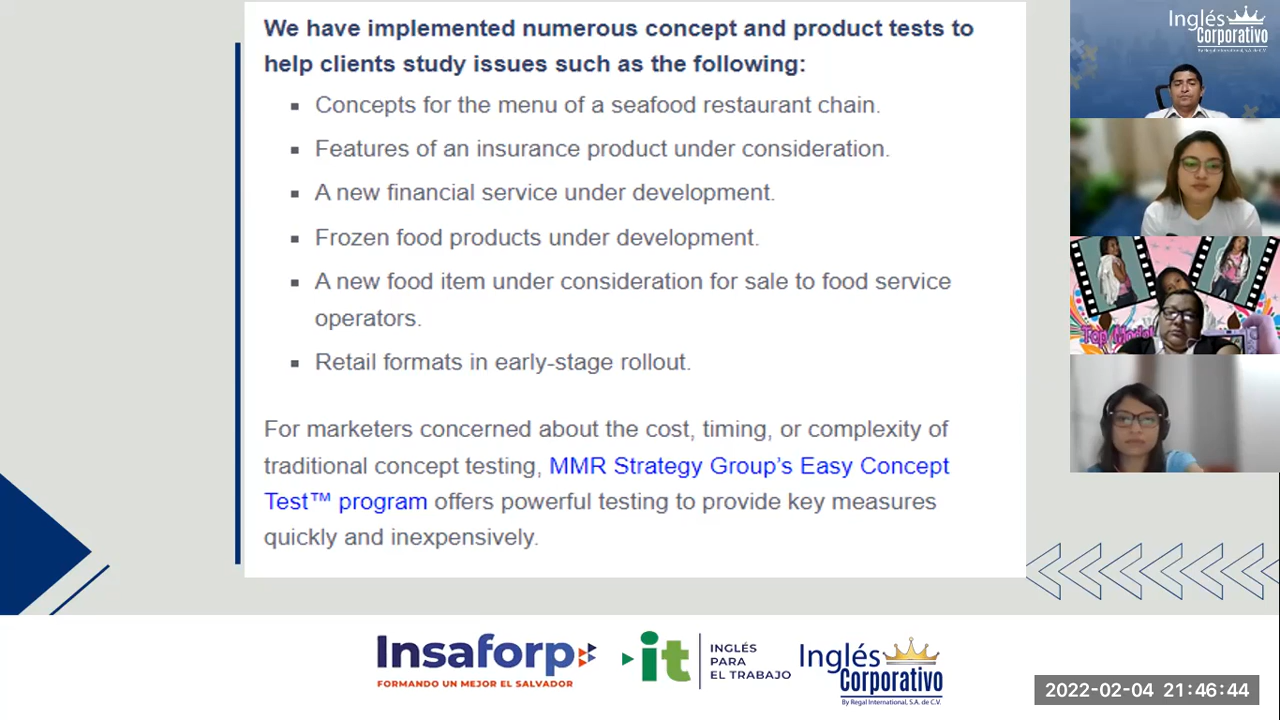 We have implemented numerous concept and product tests to
help clients study issues such as the following:
▪ Concepts for the menu of a seafood restaurant chain.
▪ Features of an insurance product under consideration.
▪ A new financial service under development.
▪ Frozen food products under development.
▪ A new food item under consideration for sale to food service
operators.
▪ Retail formats in early-stage rollout.
For marketers concerned about the cost, timing, or complexity of
traditional concept testing, MMR Strategy Group's Easy Concept
Test™ program offers powerful testing to provide key measures
quickly and inexpensively.
Inglés
Corporativo
By Regal International, S.A. de C.V.
Top Model
Insaforp
FORMANDO UN MEJOR EL SALVADOR
it
INGLÉS
PARA
EL TRABAJO
Inglés
Corporativo
By Regal International, S.A. de C.V.
2022-02-04 21:46:44